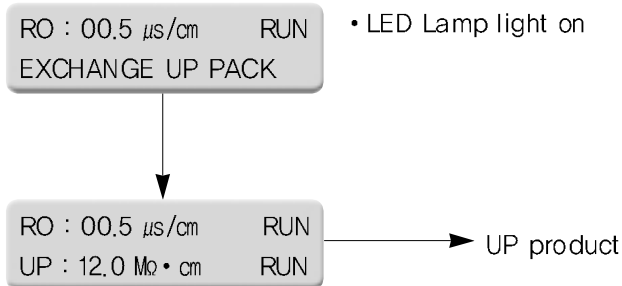 RO : 00.5 μs/cm RUN
EXCHANGE UP PACK
• LED Lamp light on
RO : 00.5 μs/cm RUN
UP : 12.0 MΩ • cm RUN
UP product